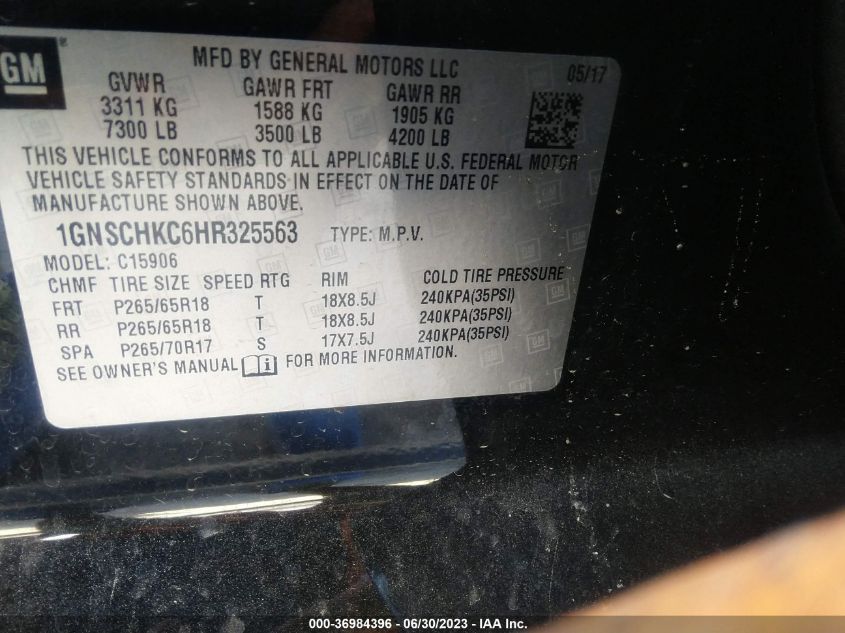 GM®
MFD BY GENERAL MOTORS LLC 05/17
GVWR GAWR FRT GAWR RR
3311 KG 1588 KG 1905 KG
7300 LB 3500 LB 4200 LB
THIS VEHICLE CONFORMS TO ALL APPLICABLE U.S. FEDERAL MOTOR
VEHICLE SAFETY STANDARDS IN EFFECT ON THE DATE OF
MANUFACTURE SHOWN ABOVE.
1GNSCHKC6HR325563 TYPE: M.P.V.
MODEL: C15906
CHMF TIRE SIZE SPEED RTG RIM COLD TIRE PRESSURE
FRT P265/65R18 T 18X8.5J 240KPA(35PSI)
RR P265/65R18 T 18X8.5J 240KPA(35PSI)
SPA P265/70R17 S 17X7.5J 240KPA(35PSI)
SEE OWNER'S MANUAL i FOR MORE INFORMATION.
000-36984396 - 06/30/2023 - IAA Inc.